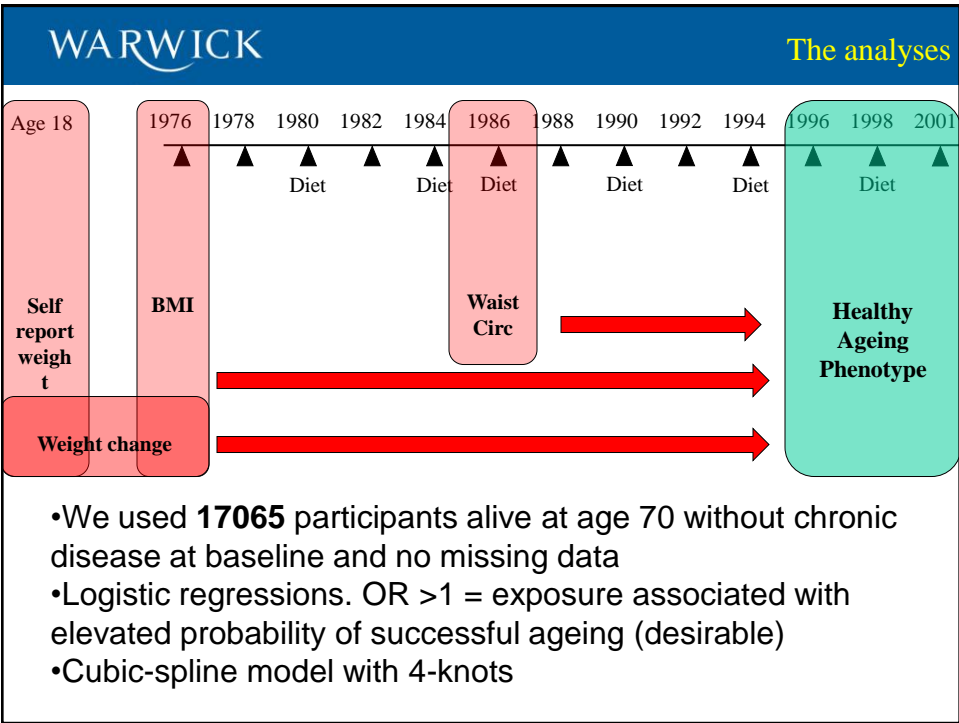 WARWICK
The analyses
Age 18 1976 1978 1980 1982 1984 1986 1988 1990 1992 1994 1996 1998 2001
Diet Diet Diet Diet Diet Diet
Self
report
weigh
t
BMI
Waist
Circ
Healthy
Ageing
Phenotype
Weight change
•We used 17065 participants alive at age 70 without chronic
disease at baseline and no missing data
•Logistic regressions. OR >1 = exposure associated with
elevated probability of successful ageing (desirable)
•Cubic-spline model with 4-knots